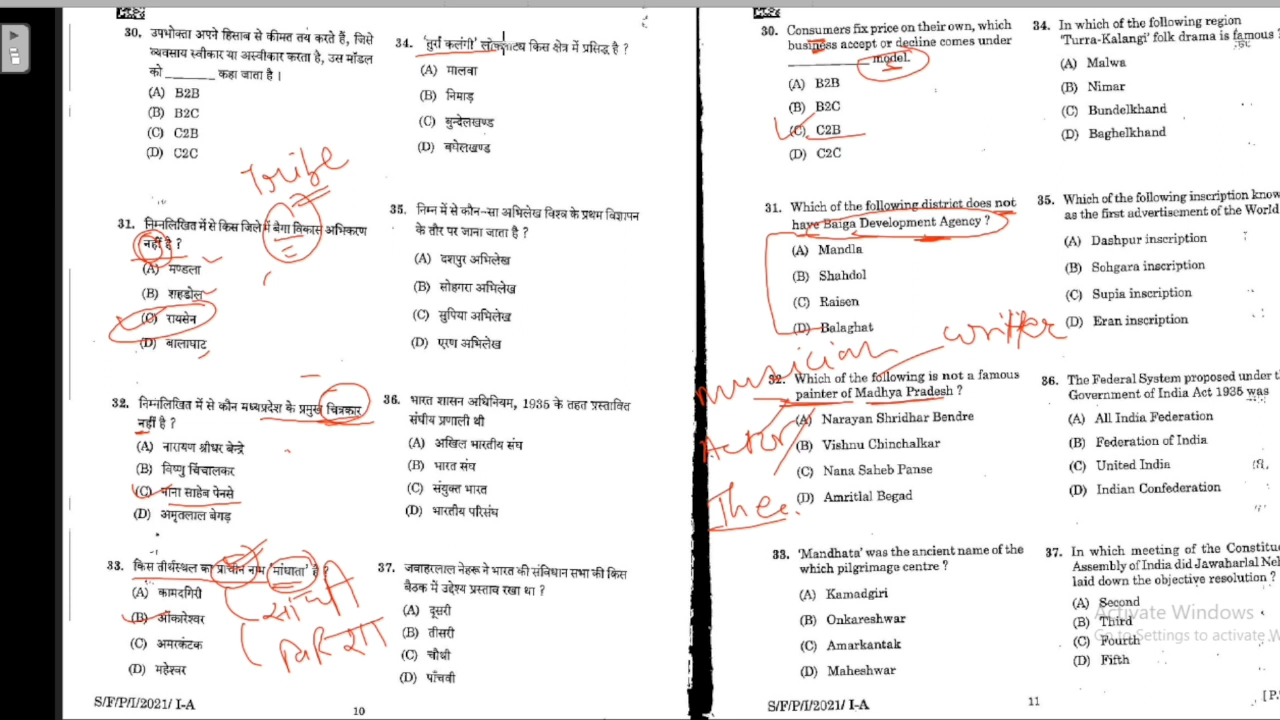 30. उपभोक्ता अपने हिसाब से कीमत तय करते हैं, जिसे
व्यवसाय स्वीकार या अस्वीकार करता है, उस मॉडल
को _______ कहा जाता है ।
(A) B2B
(B) B2C
(C) C2B
(D) C2C
Tribe
31. निम्नलिखित में से किस जिले में बैगा विकास अभिकरण
नहीं है ?
(A) मण्डला
(B) शहडोल
(C) रायसेन
(D) बालाघाट
32. निम्नलिखित में से कौन मध्यप्रदेश के प्रमुख चित्रकार
नहीं है ?
(A) नारायण श्रीधर बेन्द्रे
(B) विष्णु चिंचालकर
(C) नाना साहेब पेनसे
(D) अमृतलाल बेगड़
33. किस तीर्थस्थल का प्राचीन नाम 'मांधाता' है ?
(A) कामदगिरी
(B) ओंकारेश्वर
(C) अमरकंटक
(D) महेश्वर
सांची
विदिशा
S/F/P/I/2021/ I-A
34. 'तुर्रा कलंगी' लोकनाट्य किस क्षेत्र में प्रसिद्ध है ?
(A) मालवा
(B) निमाड़
(C) बुन्देलखण्ड
(D) बघेलखण्ड
35. निम्न में से कौन-सा अभिलेख विश्व के प्रथम विज्ञापन
के तौर पर जाना जाता है ?
(A) दशपुर अभिलेख
(B) सोहगरा अभिलेख
(C) सुपिया अभिलेख
(D) एरण अभिलेख
36. भारत शासन अधिनियम, 1935 के तहत प्रस्तावित
संघीय प्रणाली थी
(A) अखिल भारतीय संघ
(B) भारत संघ
(C) संयुक्त भारत
(D) भारतीय परिसंघ
37. जवाहरलाल नेहरू ने भारत की संविधान सभा की किस
बैठक में उद्देश्य प्रस्ताव रखा था ?
(A) दूसरी
(B) तीसरी
(C) चौथी
(D) पाँचवी
10
30. Consumers fix price on their own, which
business accept or decline comes under
_________ model.
(A) B2B
(B) B2C
(C) C2B
(D) C2C
31. Which of the following district does not
have Baiga Development Agency ?
(A) Mandla
(B) Shahdol
(C) Raisen
(D) Balaghat
musician
writter
32. Which of the following is not a famous
painter of Madhya Pradesh ?
Actor
(A) Narayan Shridhar Bendre
(B) Vishnu Chinchalkar
(C) Nana Saheb Panse
(D) Amritlal Begad
33. 'Mandhata' was the ancient name of the
which pilgrimage centre ?
(A) Kamadgiri
(B) Onkareshwar
(C) Amarkantak
(D) Maheshwar
S/F/P/I/2021/ I-A
34. In which of the following region
'Turra-Kalangi' folk drama is famous ?
(A) Malwa
(B) Nimar
(C) Bundelkhand
(D) Baghelkhand
35. Which of the following inscription know
as the first advertisement of the World
(A) Dashpur inscription
(B) Sohgara inscription
(C) Supia inscription
(D) Eran inscription
36. The Federal System proposed under th
Government of India Act 1935 was
(A) All India Federation
(B) Federation of India
(C) United India
(D) Indian Confederation
37. In which meeting of the Constitue
Assembly of India did Jawaharlal Neh
laid down the objective resolution ?
(A) Second
(B) Third
(C) Fourth
(D) Fifth
Activate Windows
Go to Settings to activate W
11
[P.